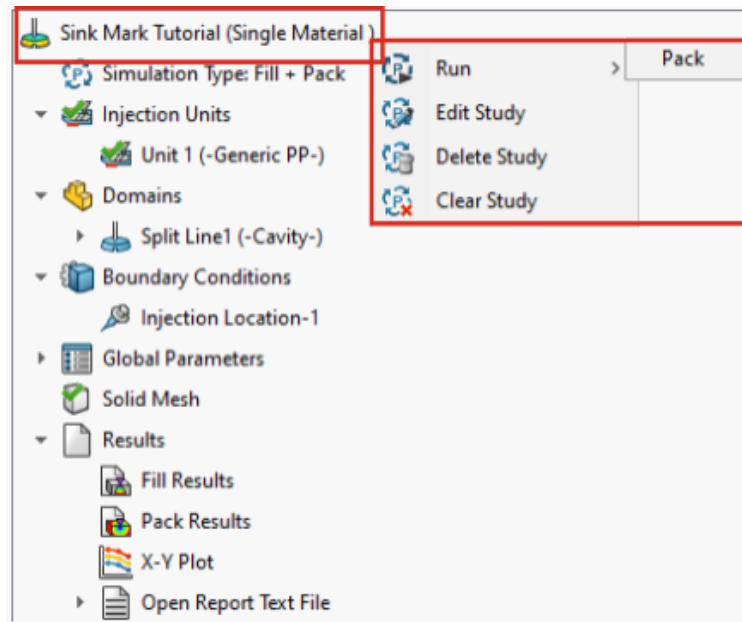 Sink Mark Tutorial (Single Material )
Simulation Type: Fill + Pack
Injection Units
Unit 1 (-Generic PP-)
Domains
Split Line1 (-Cavity-)
Boundary Conditions
Injection Location-1
Global Parameters
Solid Mesh
Results
Fill Results
Pack Results
X-Y Plot
Open Report Text File
Run
Pack
Edit Study
Delete Study
Clear Study